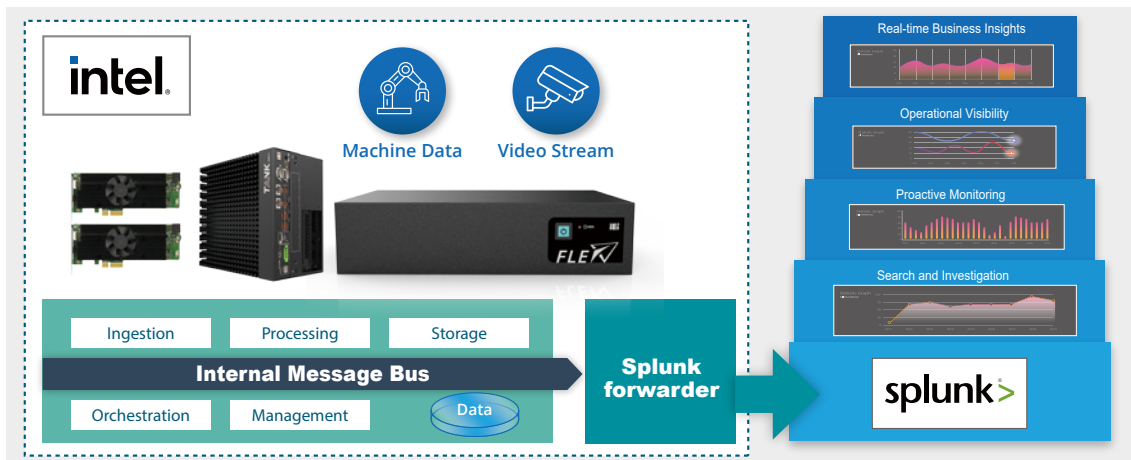 intel.
Machine Data
Video Stream
TANK
FLEX
Ingestion
Processing
Storage
Internal Message Bus
Orchestration
Management
Data
Splunk
forwarder
Real-time Business Insights
Operational Visibility
Proactive Monitoring
Search and Investigation
splunk>